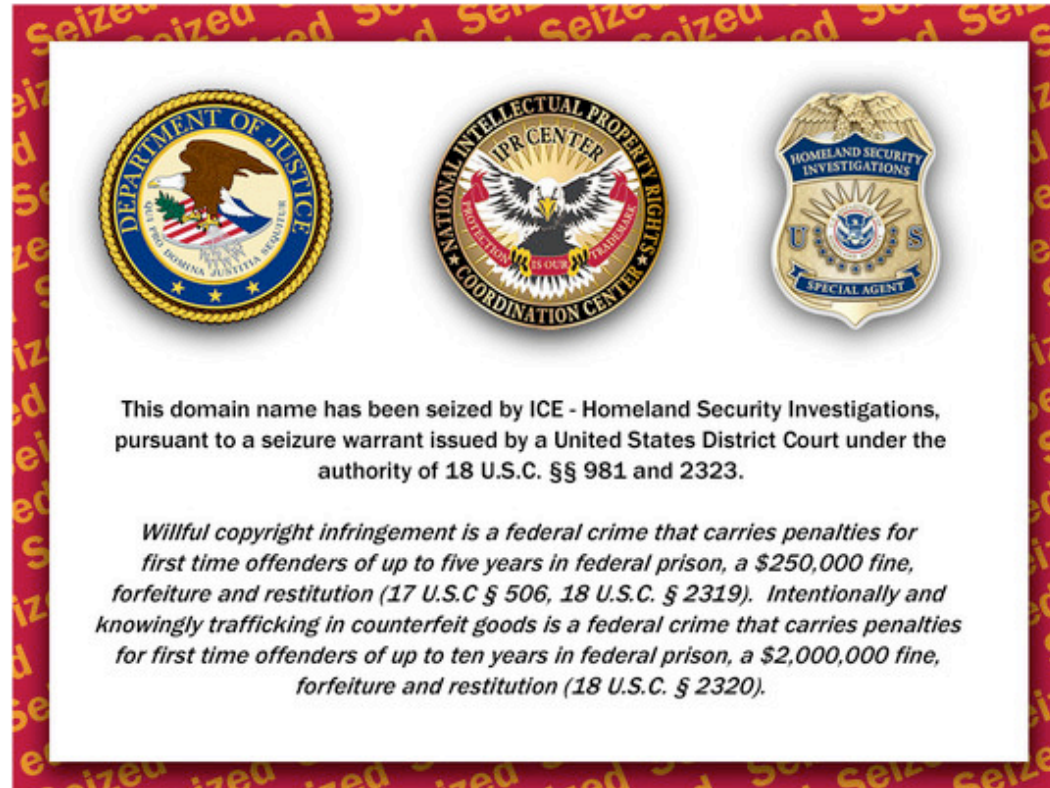 DEPARTMENT OF JUSTICE
QUI PRO DOMINA JUSTITIA SEQUITUR
NATIONAL INTELLECTUAL PROPERTY RIGHTS
COORDINATION CENTER
IPR CENTER
PROTECTION IS OUR TRADEMARK
HOMELAND SECURITY
INVESTIGATIONS
U S
SPECIAL AGENT
This domain name has been seized by ICE - Homeland Security Investigations,
pursuant to a seizure warrant issued by a United States District Court under the
authority of 18 U.S.C. §§ 981 and 2323.
Willful copyright infringement is a federal crime that carries penalties for
first time offenders of up to five years in federal prison, a $250,000 fine,
forfeiture and restitution (17 U.S.C § 506, 18 U.S.C. § 2319). Intentionally and
knowingly trafficking in counterfeit goods is a federal crime that carries penalties
for first time offenders of up to ten years in federal prison, a $2,000,000 fine,
forfeiture and restitution (18 U.S.C. § 2320).
Seized